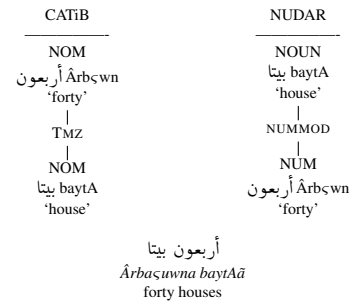 CATiB NUDAR
NOM NOUN
أربعون Ârbςwn بيتا baytA
‘forty’ ‘house’
TMZ NUMMOD
NOM NUM
بيتا baytA أربعون Ârbςwn
‘house’ ‘forty’
أربعون بيتا
Ârbaςuwna baytAã
forty houses